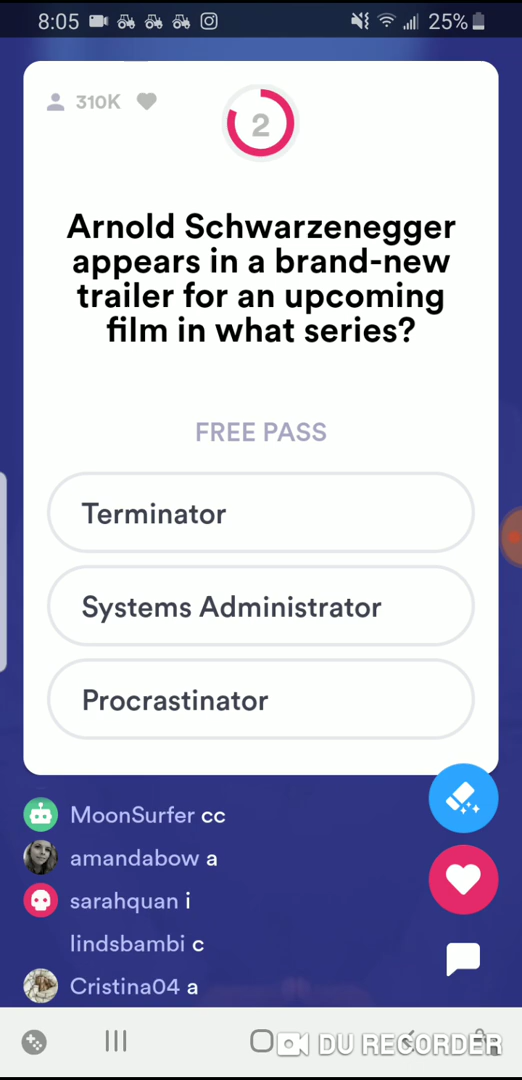 8:05 25%
310K
2
Arnold Schwarzenegger
appears in a brand-new
trailer for an upcoming
film in what series?
FREE PASS
Terminator
Systems Administrator
Procrastinator
MoonSurfer cc
amandabow a
sarahquan i
lindsbambi c
Cristina04 a
DU RECORDER